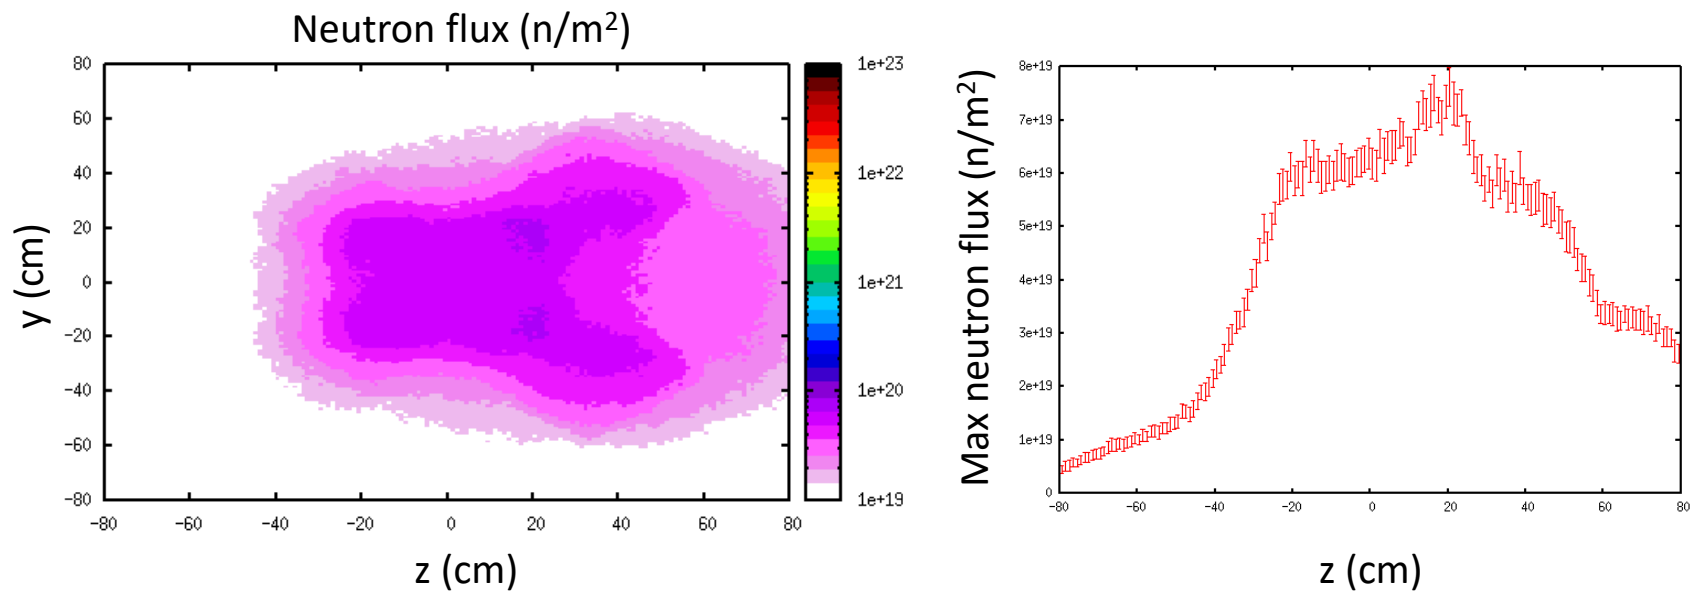 Neutron flux (n/m²)
80
60
40
20
0
-20
-40
-60
-80
y (cm)
-80
-60
-40
-20
0
20
40
60
80
z (cm)
1e+23
1e+22
1e+21
1e+20
1e+19
Max neutron flux (n/m²)
8e+19
7e+19
6e+19
5e+19
4e+19
3e+19
2e+19
1e+19
0
-80
-60
-40
-20
0
20
40
60
80
z (cm)